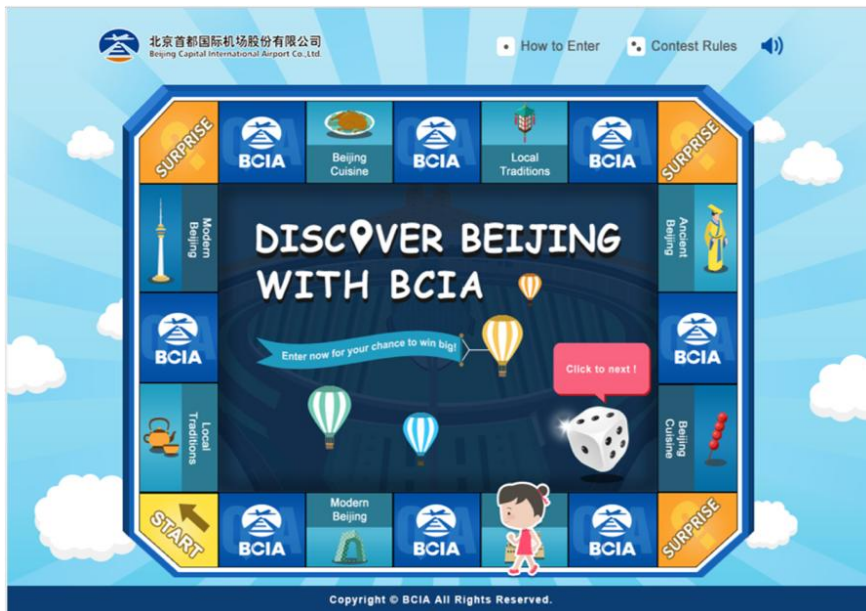 北京首都国际机场股份有限公司
Beijing Capital International Airport Co.,Ltd.
How to Enter
Contest Rules
SURPRISE
BCIA
Beijing
Cuisine
BCIA
Local
Traditions
BCIA
SURPRISE
Modern
Beijing
Ancient
Beijing
DISCOVER BEIJING
WITH BCIA
BCIA
BCIA
Enter now for your chance to win big!
Click to next !
Local
Traditions
Beijing
Cuisine
START
BCIA
Modern
Beijing
BCIA
BCIA
SURPRISE
Copyright © BCIA All Rights Reserved.